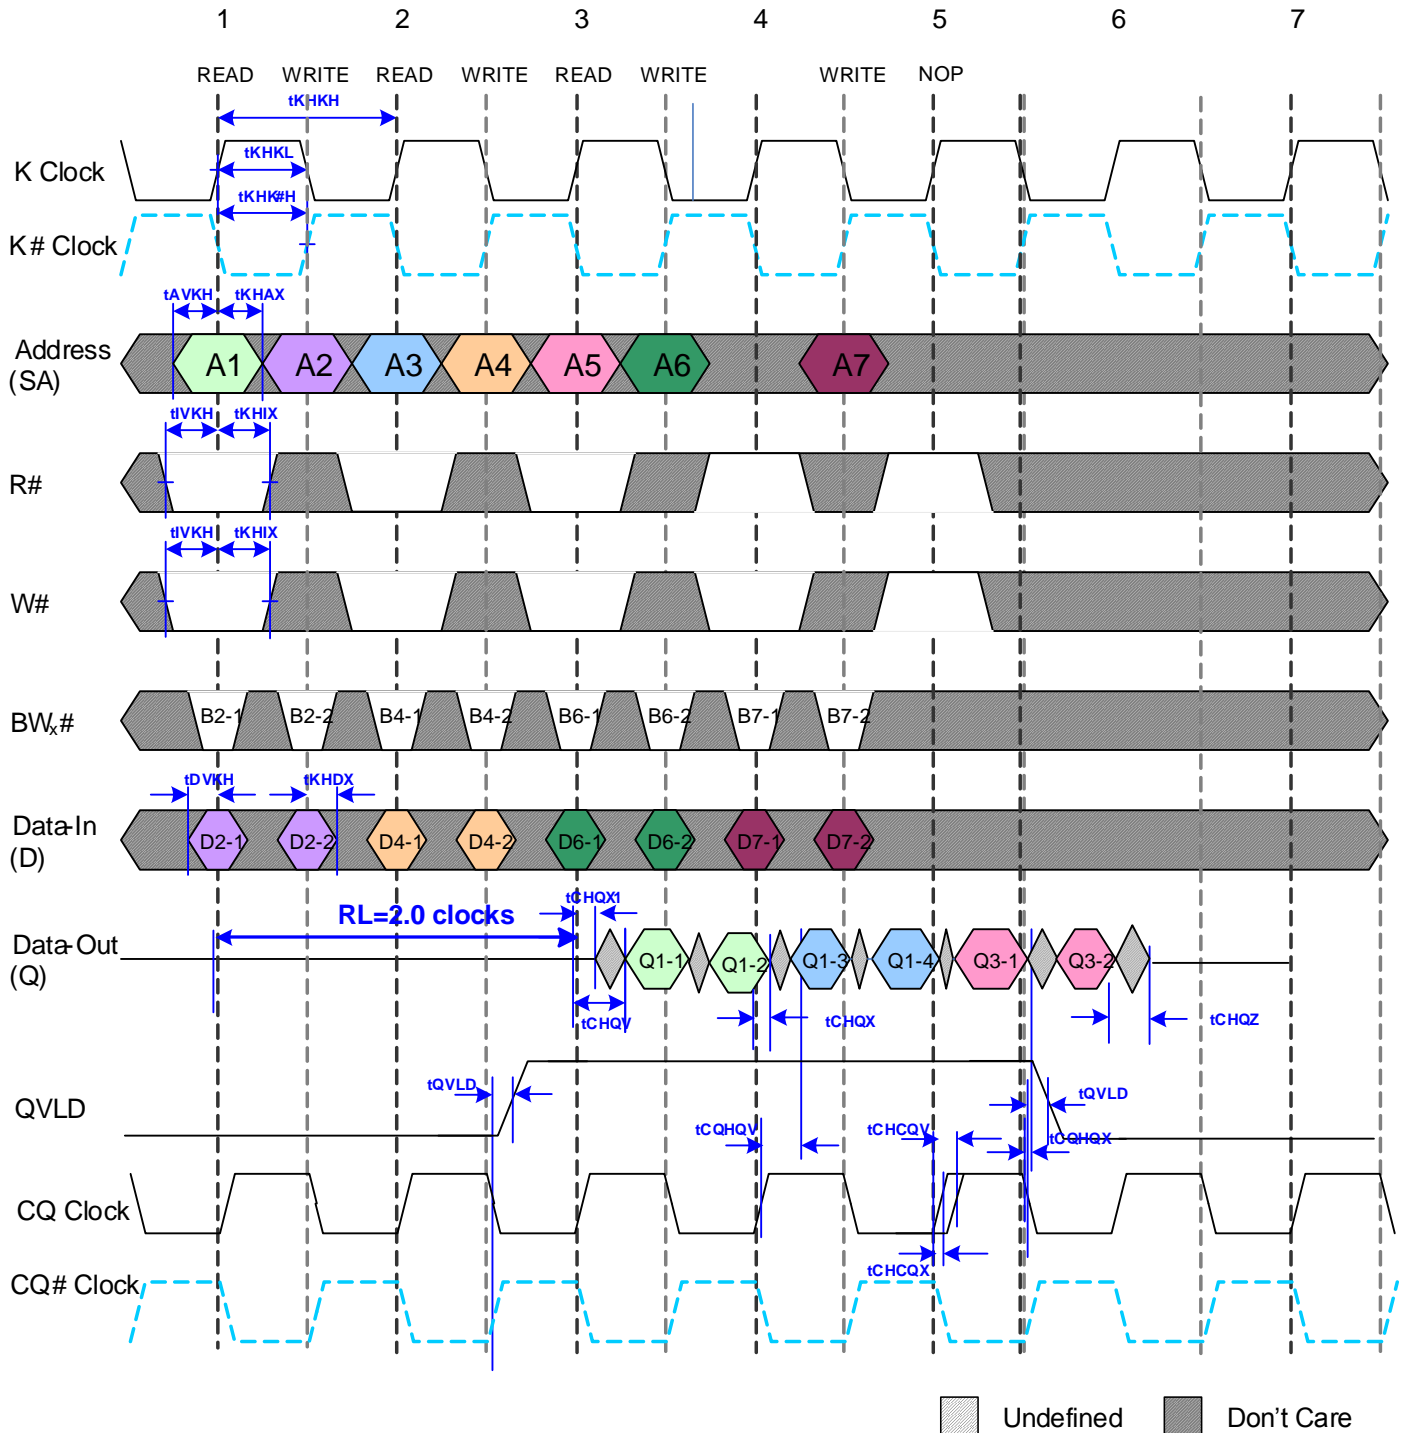 1 2 3 4 5 6 7
READ WRITE READ WRITE READ WRITE WRITE NOP
tKHKH
K Clock
tKHKL
tKHK#H
K# Clock
tAVKH tKHAX
Address
(SA)
A1 A2 A3 A4 A5 A6 A7
tIVKH tKHIX
R#
tIVKH tKHIX
W#
BWx#
B2-1 B2-2 B4-1 B4-2 B6-1 B6-2 B7-1 B7-2
tDVKH tKHDX
Data-In
(D)
D2-1 D2-2 D4-1 D4-2 D6-1 D6-2 D7-1 D7-2
tCHQX1
RL=2.0 clocks
Data-Out
(Q)
Q1-1 Q1-2 Q1-3 Q1-4 Q3-1 Q3-2
tCHQV tCHQX tCHQZ
QVLD
tQVLD tQVLD
tCQHQV tCHCQV tCQHQX
CQ Clock
tCHCQX
CQ# Clock
Undefined Don't Care